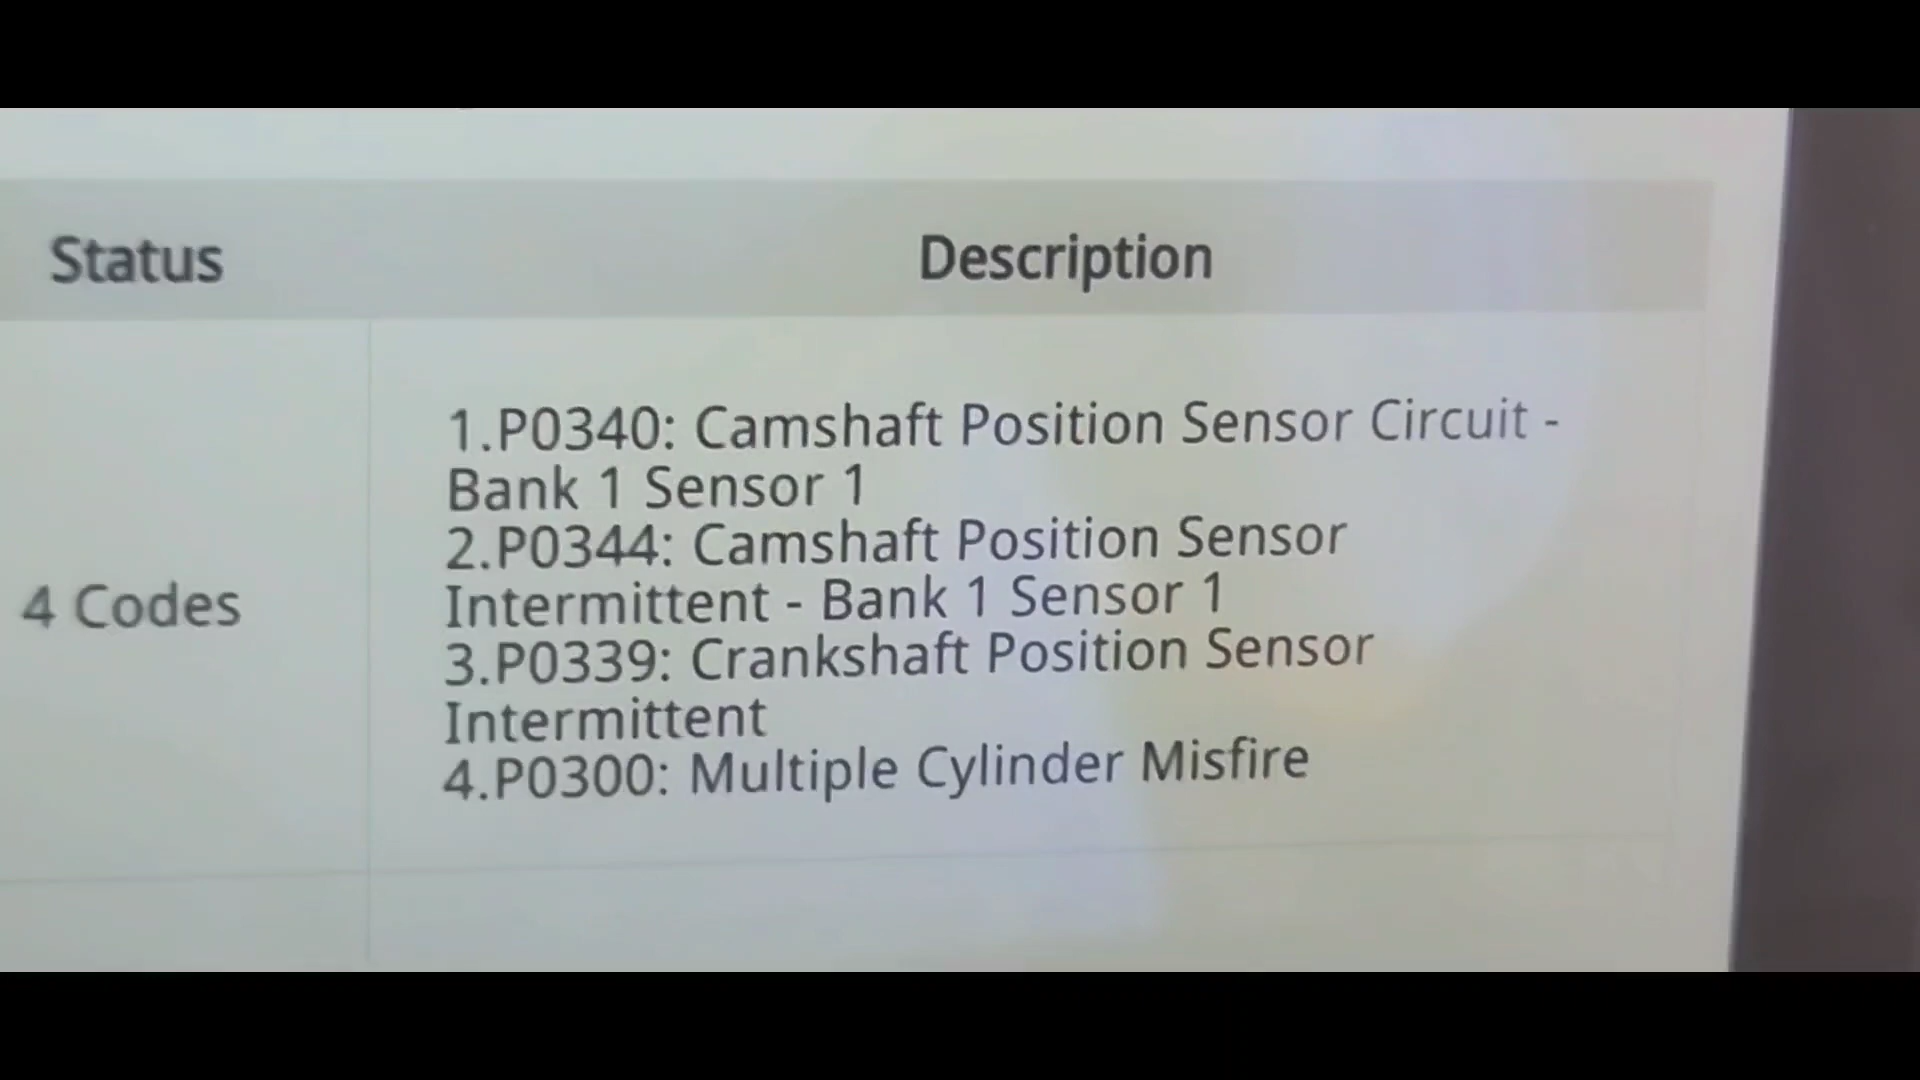 Status
Description
4 Codes
1.P0340: Camshaft Position Sensor Circuit -
Bank 1 Sensor 1
2.P0344: Camshaft Position Sensor
Intermittent - Bank 1 Sensor 1
3.P0339: Crankshaft Position Sensor
Intermittent
4.P0300: Multiple Cylinder Misfire